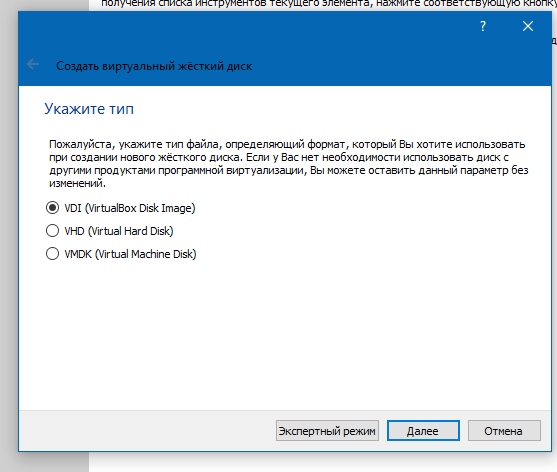 получения списка инструментов текущего элемента, нажмите соответствующую кнопку
?
Создать виртуальный жёсткий диск
Укажите тип
Пожалуйста, укажите тип файла, определяющий формат, который Вы хотите использовать
при создании нового жёсткого диска. Если у Вас нет необходимости использовать диск с
другими продуктами программной виртуализации, Вы можете оставить данный параметр без
изменений.
VDI (VirtualBox Disk Image)
VHD (Virtual Hard Disk)
VMDK (Virtual Machine Disk)
Экспертный режим
Далее
Отмена